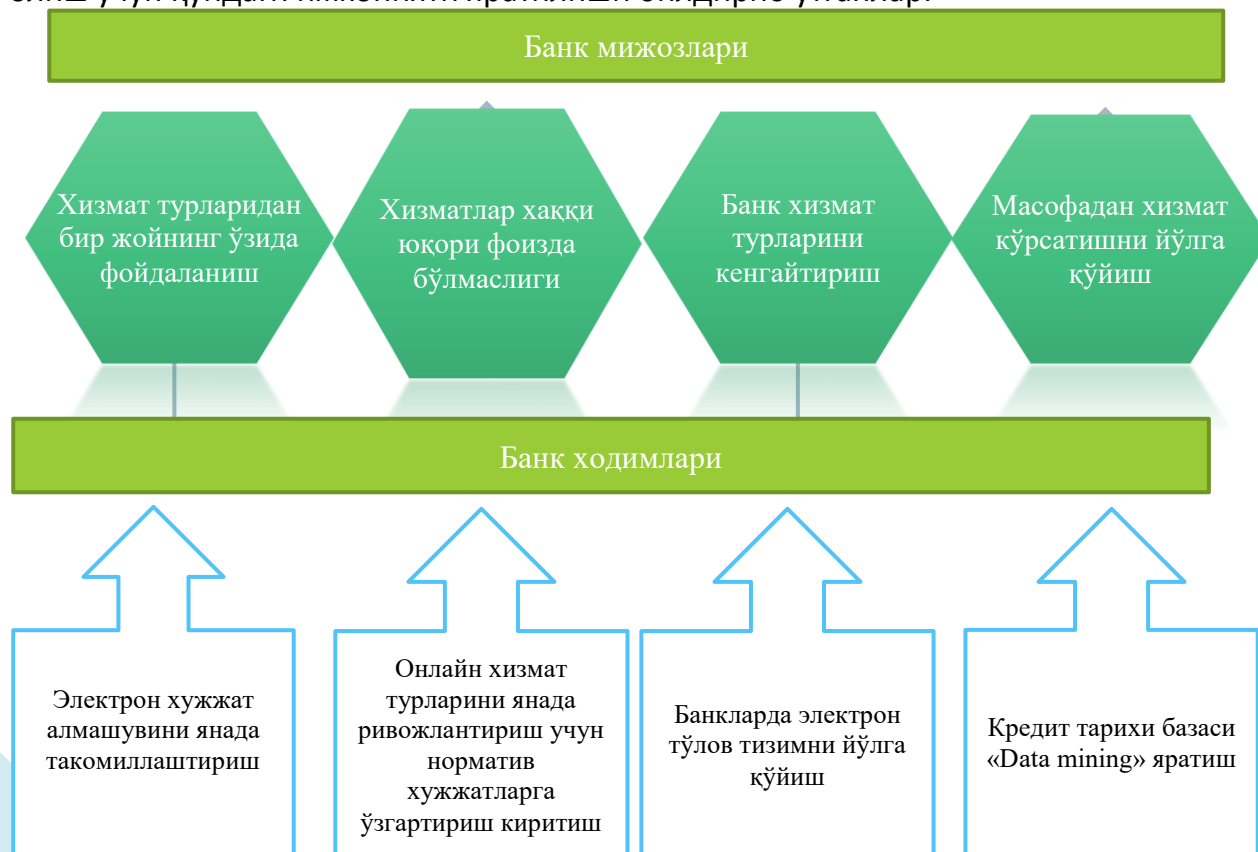 Банк мижозлари
Хизмат турларидан
бир жойнинг ўзида
фойдаланиш
Хизматлар хаққи
юқори фоизда
бўлмаслиги
Банк хизмат
турларини
кенгайтириш
Масофадан хизмат
кўрсатишни йўлга
қўйиш
Банк ходимлари
Электрон хужжат
алмашувини янада
такомиллаштириш
Онлайн хизмат
турларини янада
ривожлантириш учун
норматив
хужжатларга
ўзгартириш киритиш
Банкларда электрон
тўлов тизимни йўлга
қўйиш
Кредит тарихи базаси
«Data mining» яратиш